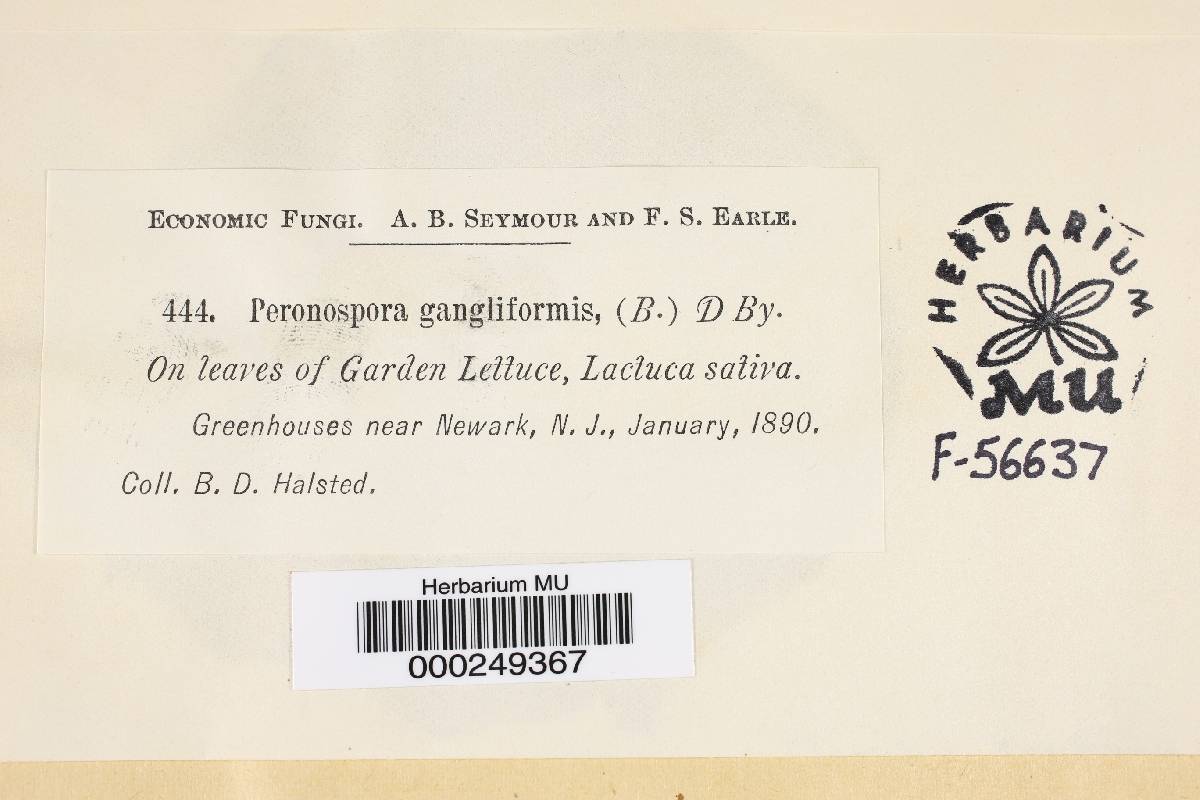 Economic Fungi. A. B. Seymour and F. S. Earle.
444. Peronospora gangliformis, (B.) D By.
On leaves of Garden Lettuce, Lactuca sativa.
Greenhouses near Newark, N. J., January, 1890.
Coll. B. D. Halsted.
HERBARIUM
MU
F-56637
Herbarium MU
000249367